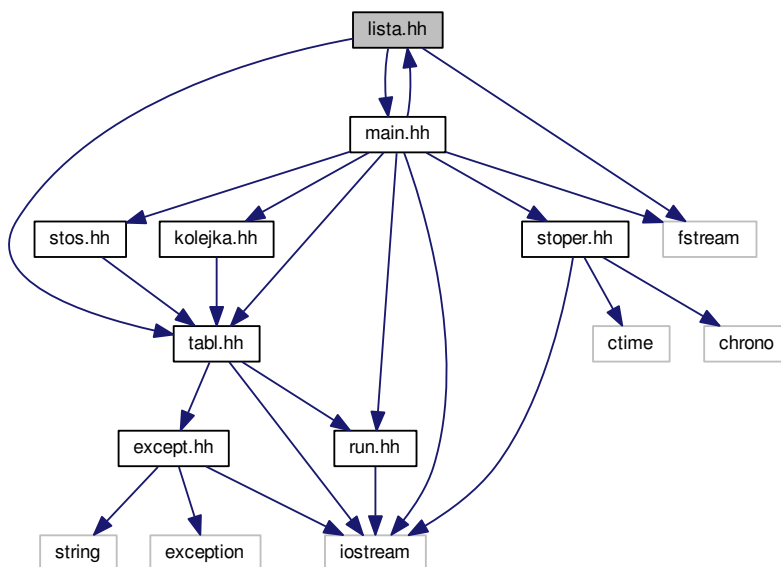 lista.hh
main.hh
stos.hh
kolejka.hh
stoper.hh
fstream
tabl.hh
ctime
chrono
except.hh
run.hh
string
exception
iostream